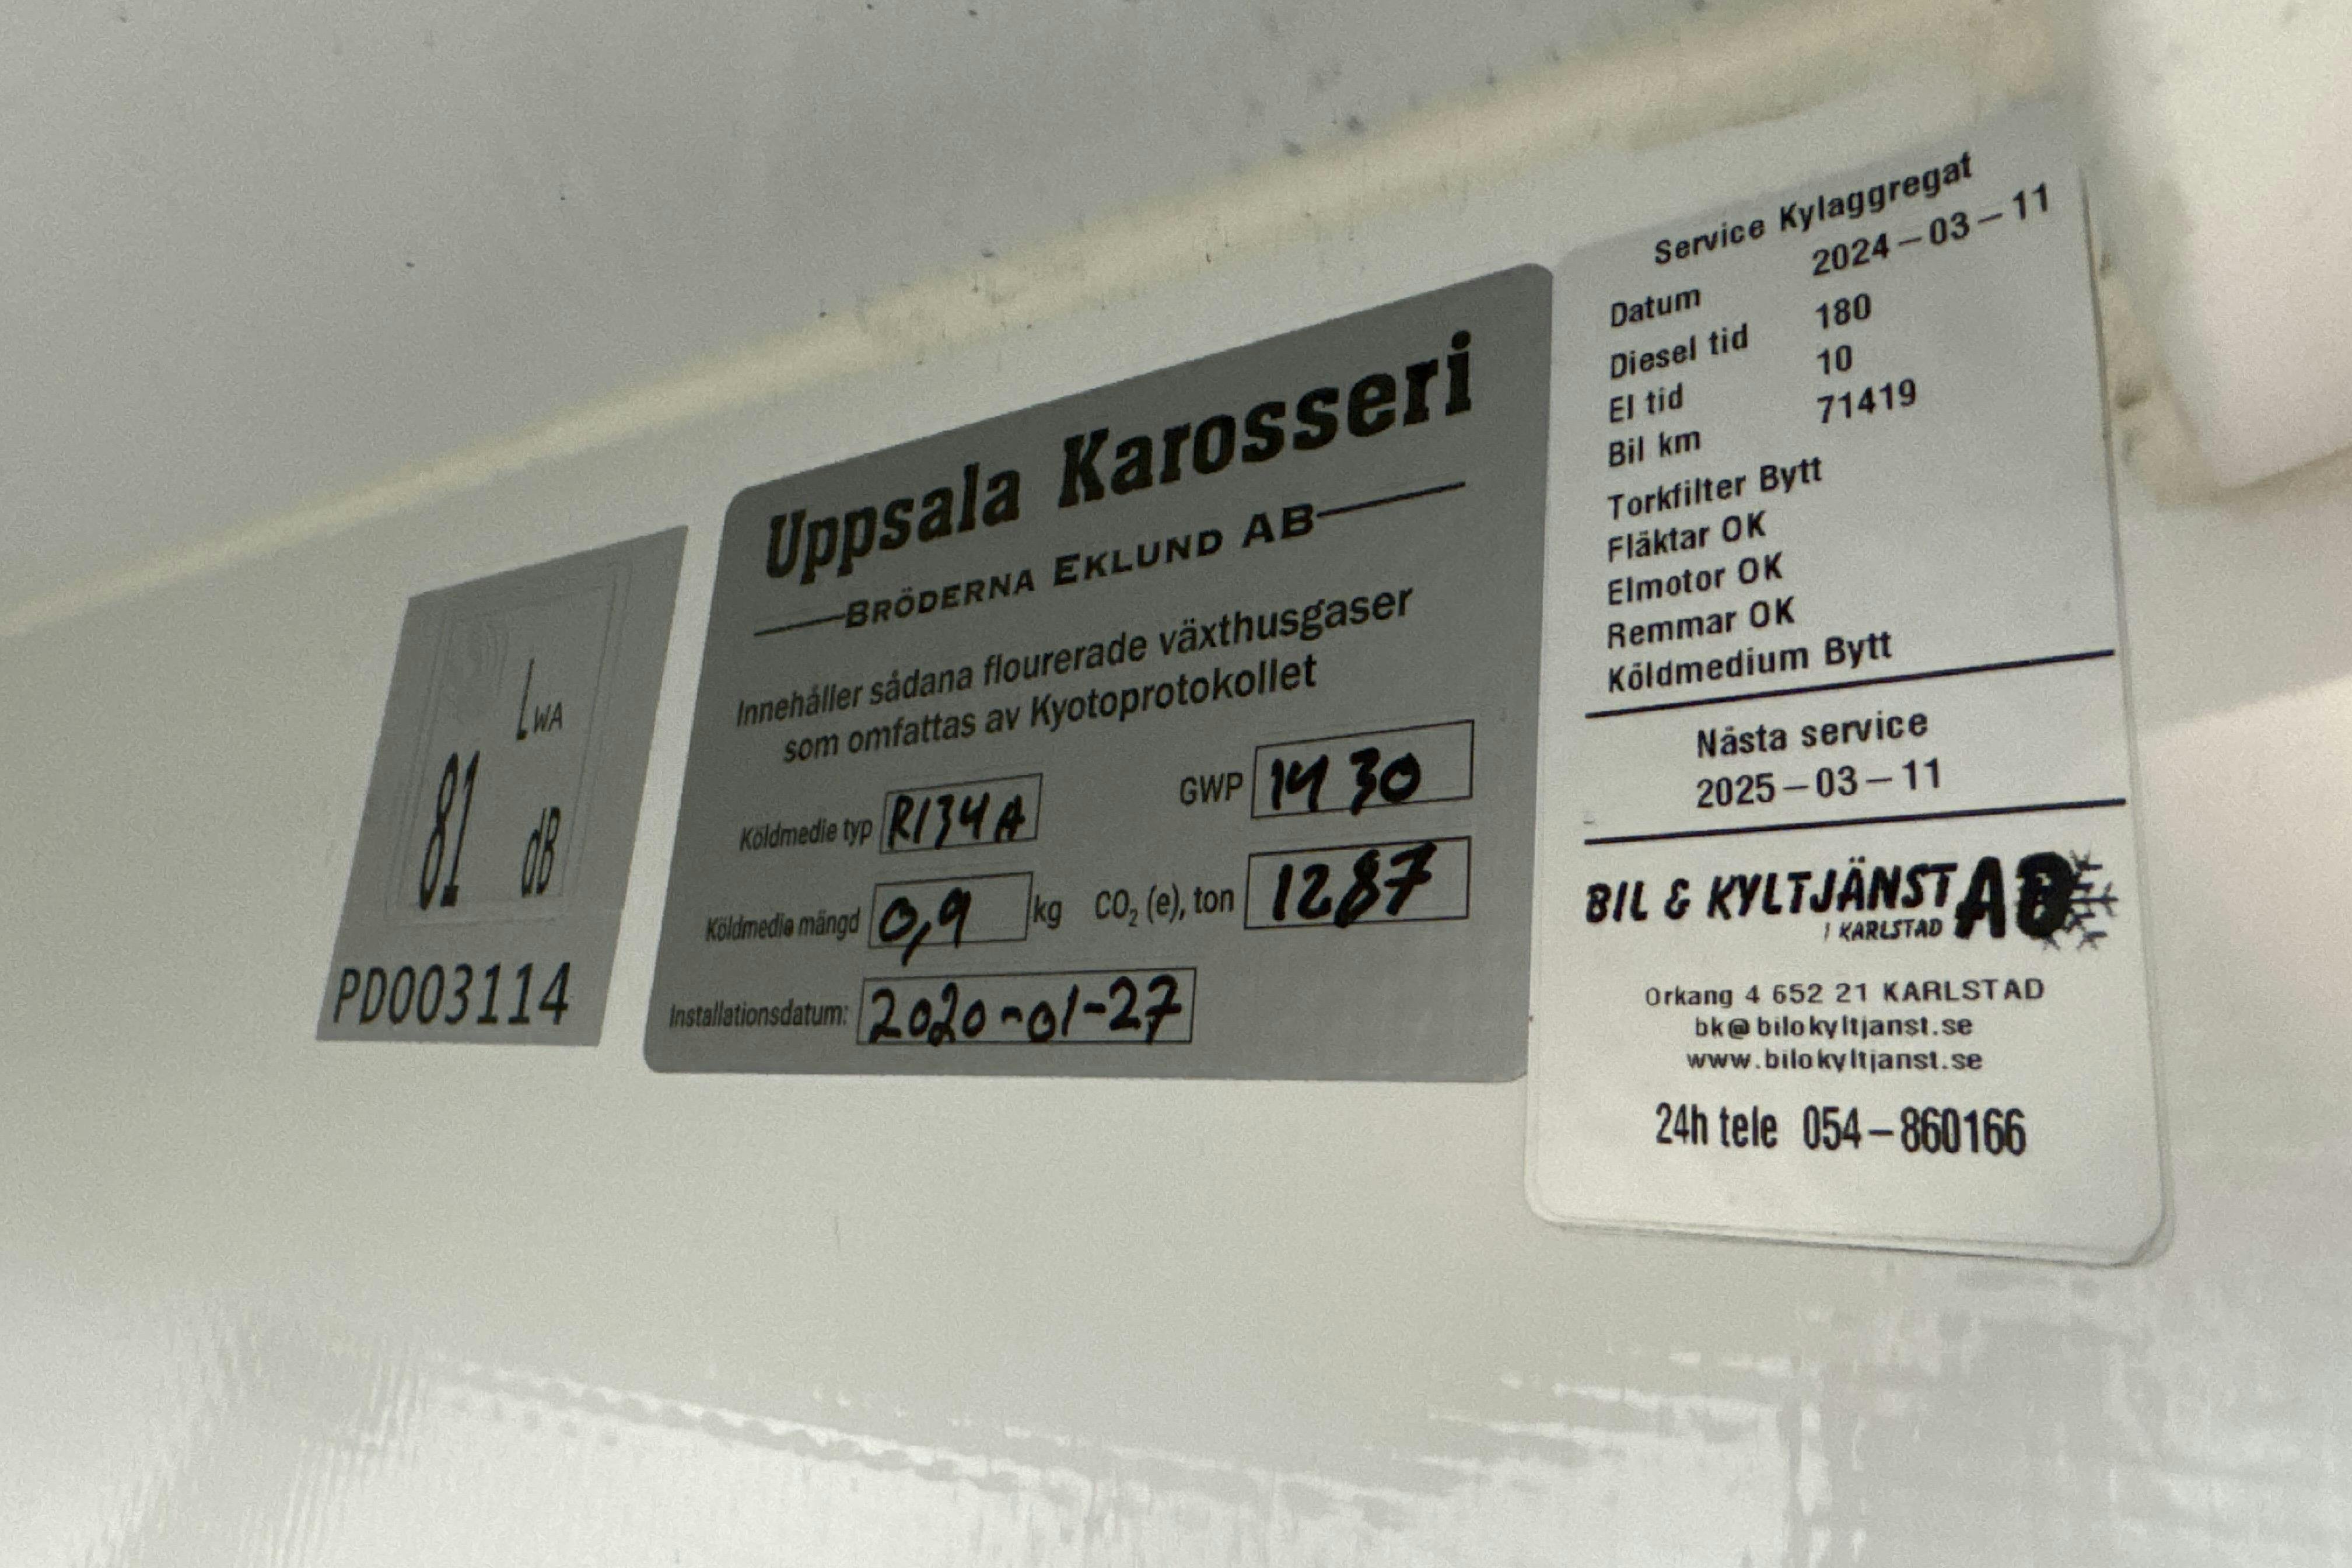 LWA
81 dB
PD003114
Uppsala Karosseri
BRÖDERNA EKLUND AB
Innehåller sådana flourerade växthusgaser
som omfattas av Kyotoprotokollet
Köldmedie typ R134A GWP 1430
Köldmedie mängd 0,9 kg CO₂ (e), ton 1287
Installationsdatum: 2020-01-27
Service Kylaggregat
Datum 2024-03-11
Diesel tid 180
El tid 10
Bil km 71419
Torkfilter Bytt
Fläktar OK
Elmotor OK
Remmar OK
Köldmedium Bytt
Nästa service
2025-03-11
BIL & KYLTJÄNST AB
I KARLSTAD
Orkang 4 652 21 KARLSTAD
bk@bilokyltjanst.se
www.bilokyltjanst.se
24h tele 054-860166